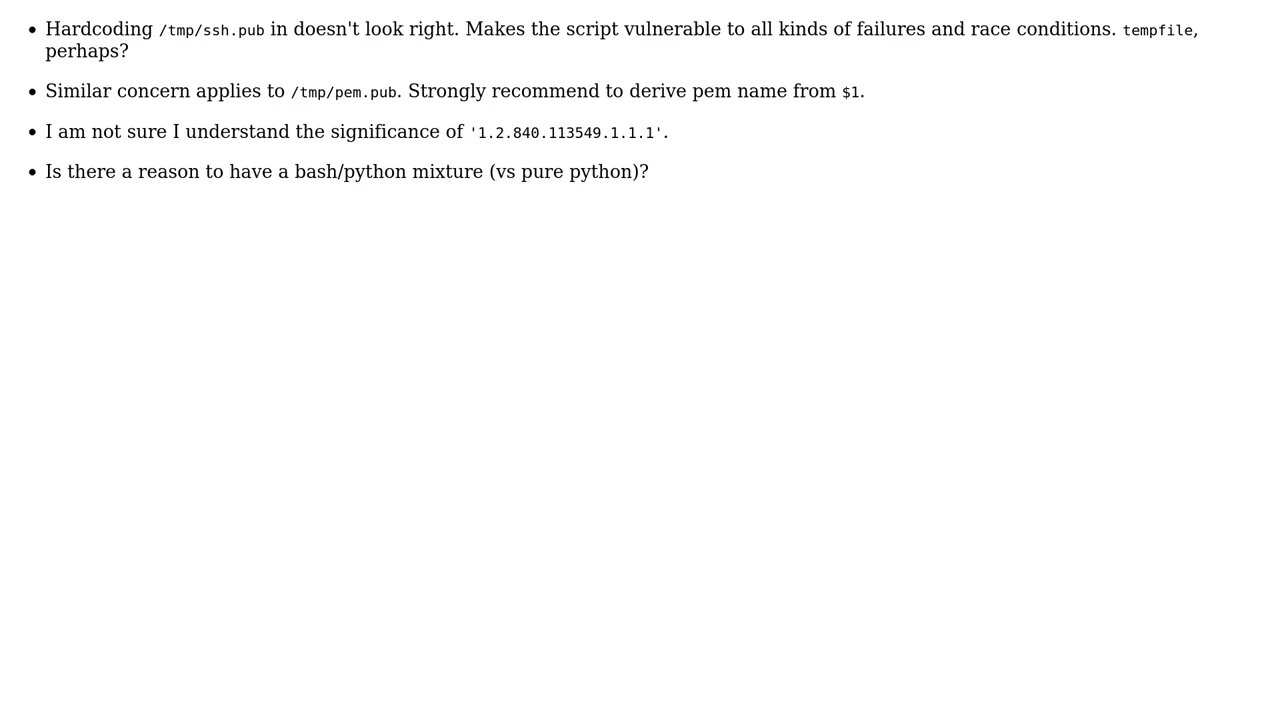 • Hardcoding /tmp/ssh.pub in doesn't look right. Makes the script vulnerable to all kinds of failures and race conditions. tempfile,
perhaps?
• Similar concern applies to /tmp/pem.pub. Strongly recommend to derive pem name from $1.
• I am not sure I understand the significance of '1.2.840.113549.1.1.1'.
• Is there a reason to have a bash/python mixture (vs pure python)?